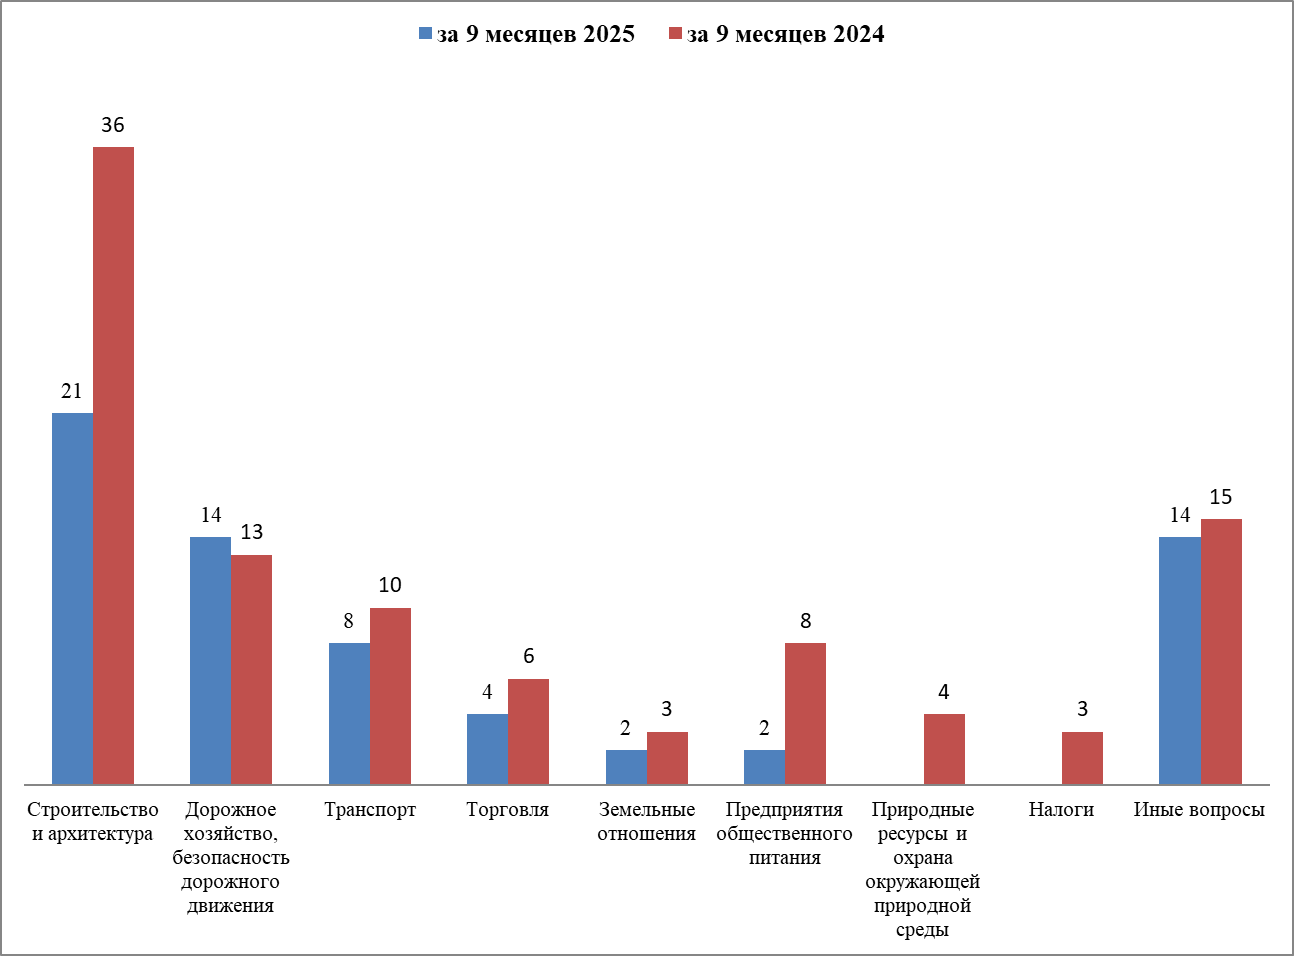 за 9 месяцев 2025 за 9 месяцев 2024
36
21
14
13
8
10
4
6
2
3
2
8
4
3
14
15
Строительство
и архитектура
Дорожное
хозяйство,
безопасность
дорожного
движения
Транспорт
Торговля
Земельные
отношения
Предприятия
общественного
питания
Природные
ресурсы и
охрана
окружающей
природной
среды
Налоги
Иные вопросы